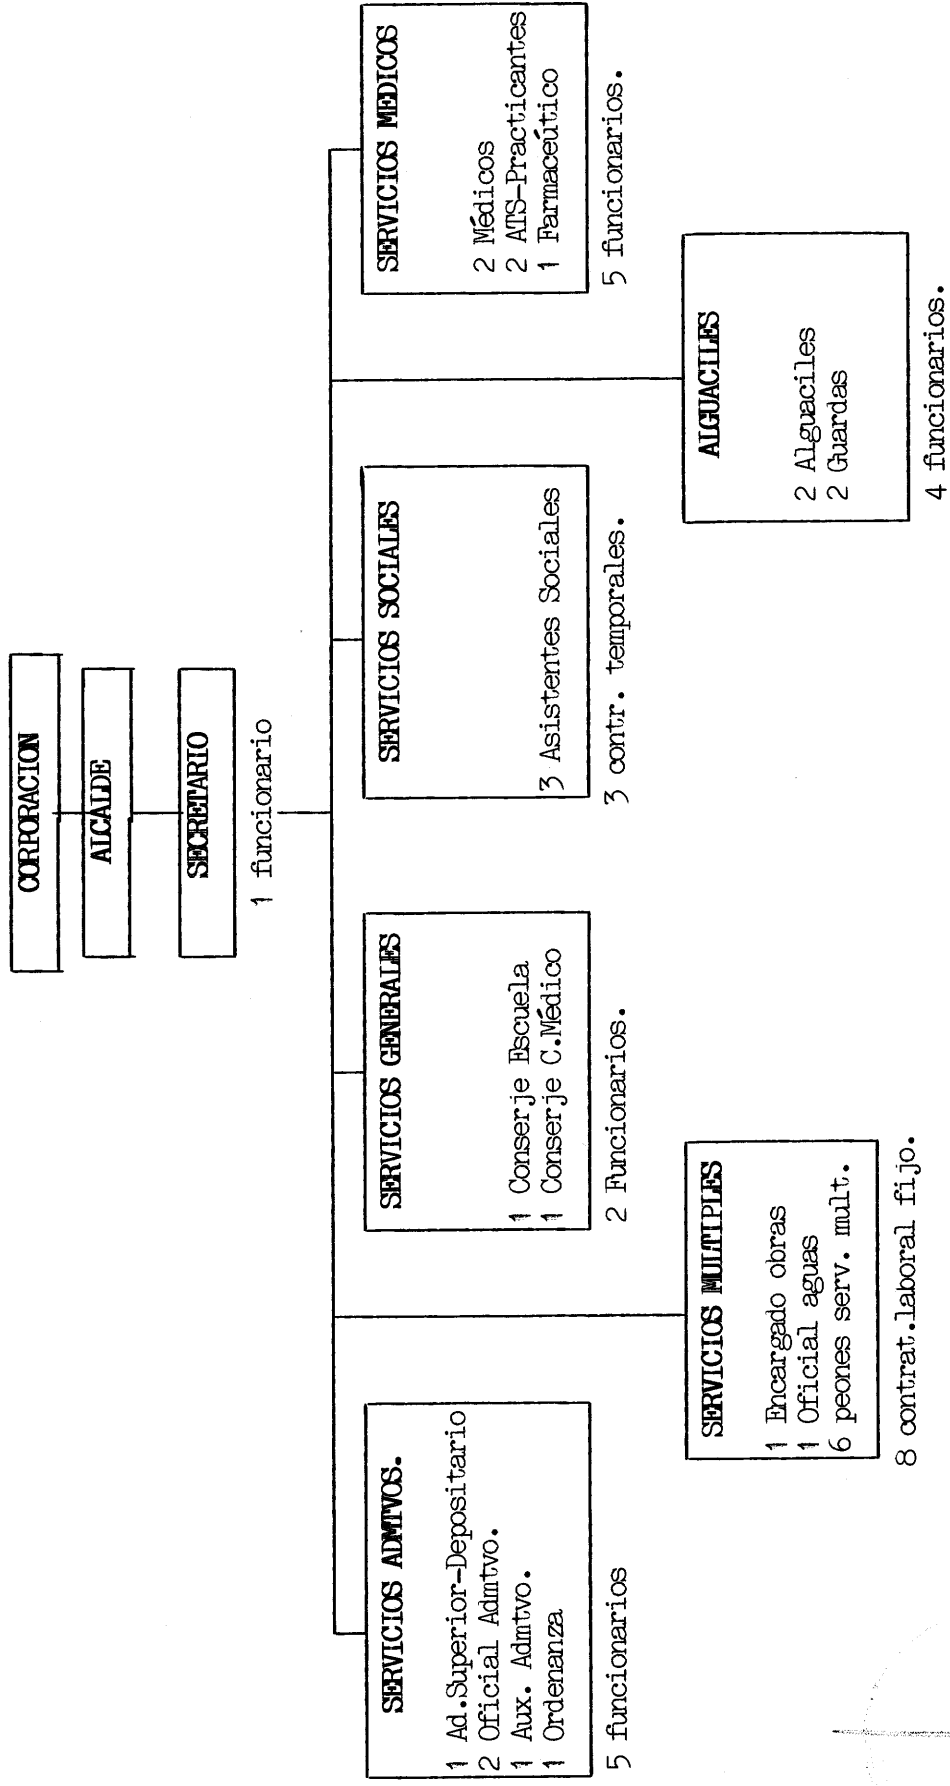 CORPORACION
ALCALDE
SECRETARIO
1 funcionario
SERVICIOS ADMTVOS.
1 Ad.Superior-Depositario
2 Oficial Admtvo.
1 Aux. Admtvo.
1 Ordenanza
5 funcionarios
SERVICIOS GENERALES
1 Conserje Escuela
1 Conserje C.Médico
2 Funcionarios.
SERVICIOS SOCIALES
3 Asistentes Sociales
3 contr. temporales.
SERVICIOS MEDICOS
2 Médicos
2 ATS-Practicantes
1 Farmaceútico
5 funcionarios.
SERVICIOS MULTIPLES
1 Encargado obras
1 Oficial aguas
6 peones serv. mult.
8 contrat.laboral fijo.
ALGUACILES
2 Alguaciles
2 Guardas
4 funcionarios.